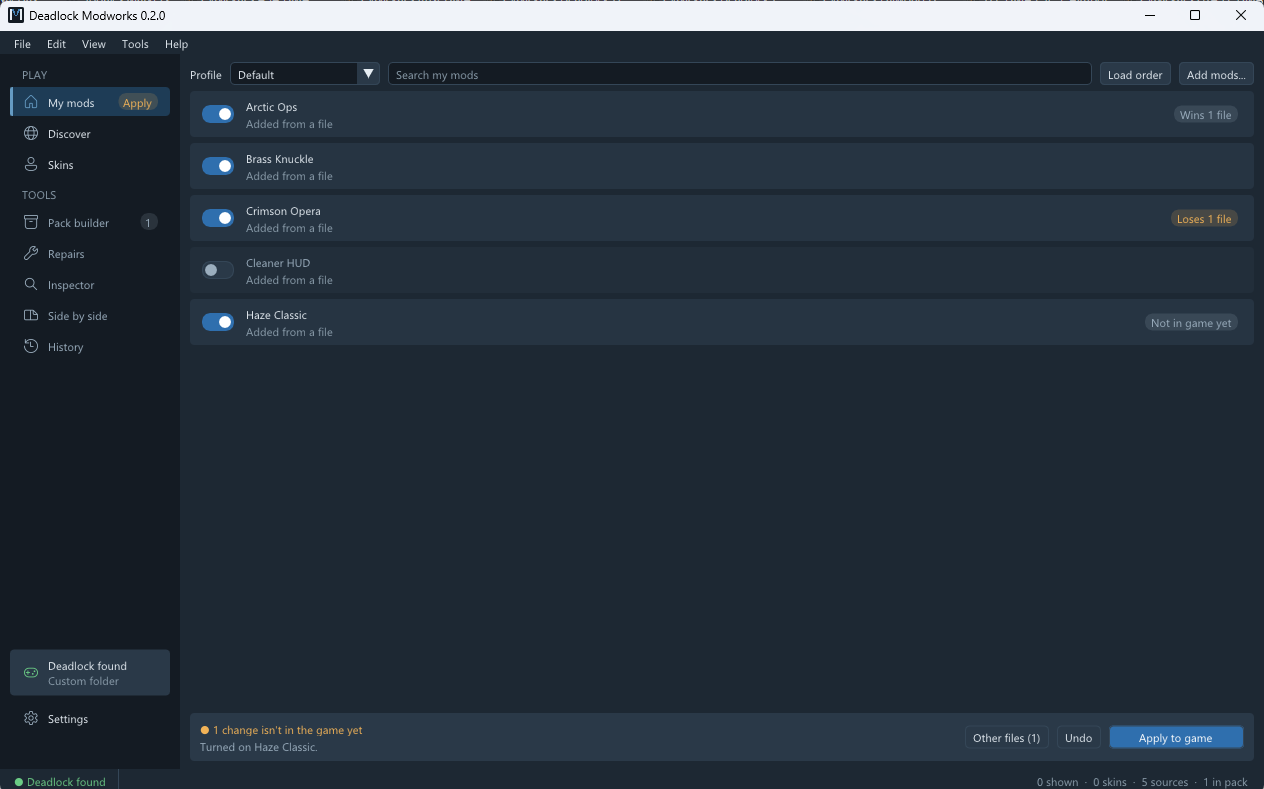 Deadlock Modworks 0.2.0
File Edit View Tools Help
PLAY
My mods Apply
Discover
Skins
TOOLS
Pack builder 1
Repairs
Inspector
Side by side
History
Deadlock found
Custom folder
Settings
Profile Default Search my mods Load order Add mods...
Arctic Ops
Added from a file
Wins 1 file
Brass Knuckle
Added from a file
Crimson Opera
Added from a file
Loses 1 file
Cleaner HUD
Added from a file
Haze Classic
Added from a file
Not in game yet
1 change isn't in the game yet
Turned on Haze Classic.
Other files (1) Undo Apply to game
Deadlock found
0 shown · 0 skins · 5 sources · 1 in pack